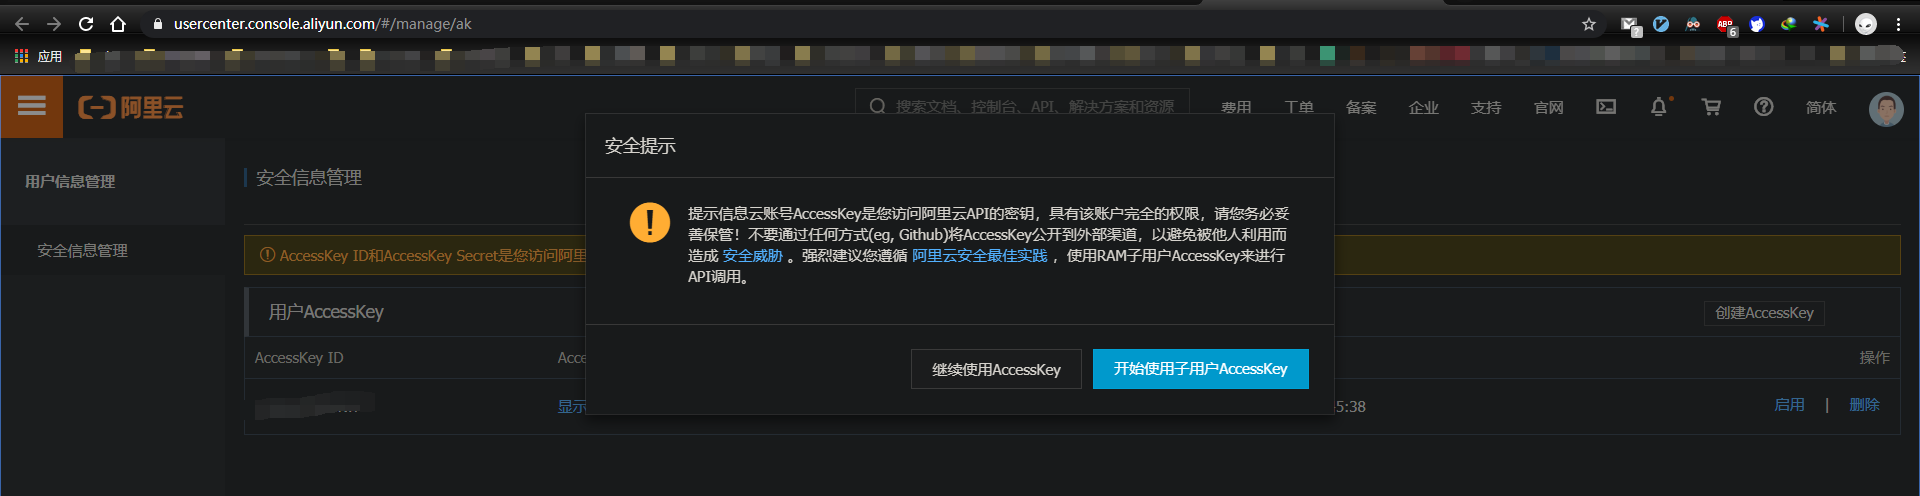 usercenter.console.aliyun.com/#/manage/ak
ABP
6
?
应用
阿里云
搜索文档、控制台、API、解决方案和资源
费用
工单
备案
企业
支持
官网
简体
用户信息管理
安全信息管理
安全信息管理
AccessKey ID和AccessKey Secret是您访问阿里
用户AccessKey
创建AccessKey
AccessKey ID
操作
显示
5:38
启用 | 删除
安全提示
提示信息云账号AccessKey是您访问阿里云API的密钥，具有该账户完全的权限，请您务必妥
善保管！不要通过任何方式(eg, Github)将AccessKey公开到外部渠道，以避免被他人利用而
造成 安全威胁 。强烈建议您遵循 阿里云安全最佳实践 ，使用RAM子用户AccessKey来进行
API调用。
继续使用AccessKey
开始使用子用户AccessKey